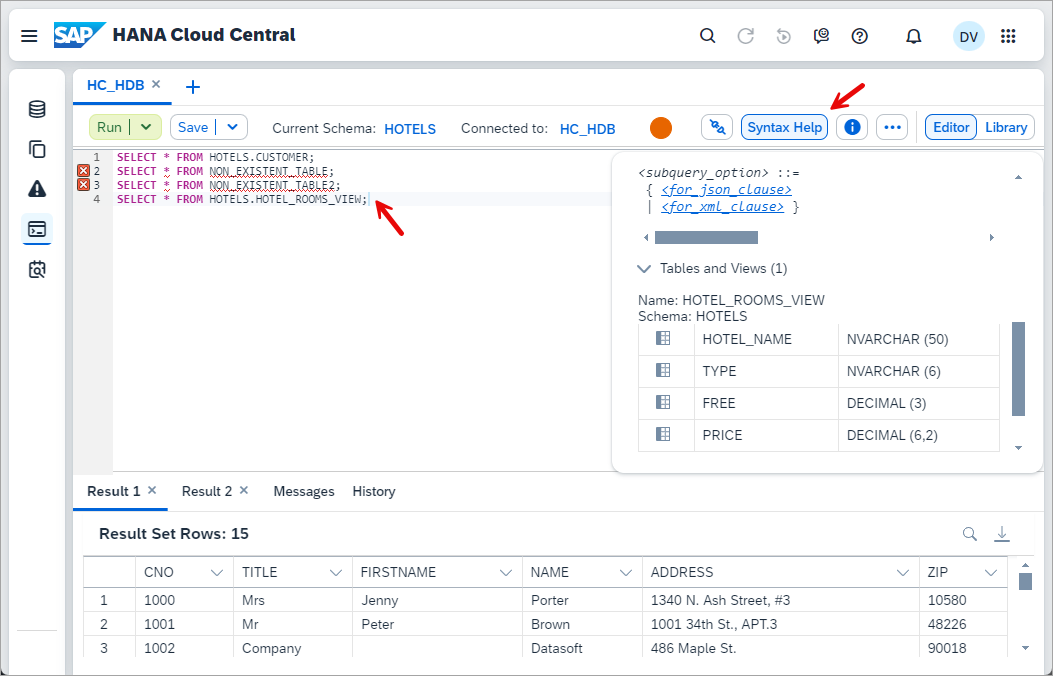 SAP HANA Cloud Central
DV
HC_HDB
Run Save Current Schema: HOTELS Connected to: HC_HDB Syntax Help Editor Library
1 SELECT * FROM HOTELS.CUSTOMER;
2 SELECT * FROM NON_EXISTENT_TABLE;
3 SELECT * FROM NON_EXISTENT_TABLE2;
4 SELECT * FROM HOTELS.HOTEL_ROOMS_VIEW;
<subquery_option> ::=
{ <for_json_clause>
| <for_xml_clause> }
Tables and Views (1)
Name: HOTEL_ROOMS_VIEW
Schema: HOTELS
HOTEL_NAME NVARCHAR (50)
TYPE NVARCHAR (6)
FREE DECIMAL (3)
PRICE DECIMAL (6,2)
Result 1 Result 2 Messages History
Result Set Rows: 15
CNO TITLE FIRSTNAME NAME ADDRESS ZIP
1 1000 Mrs Jenny Porter 1340 N. Ash Street, #3 10580
2 1001 Mr Peter Brown 1001 34th St., APT.3 48226
3 1002 Company Datasoft 486 Maple St. 90018